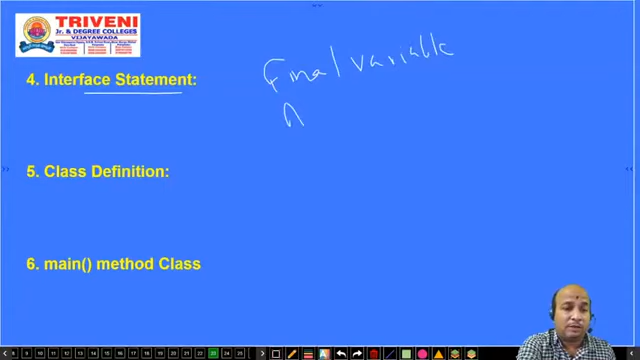 TRIVENI
Jr. & DEGREE COLLEGES
VIJAYAWADA
4. Interface Statement:
Final variable
5. Class Definition:
6. main() method Class